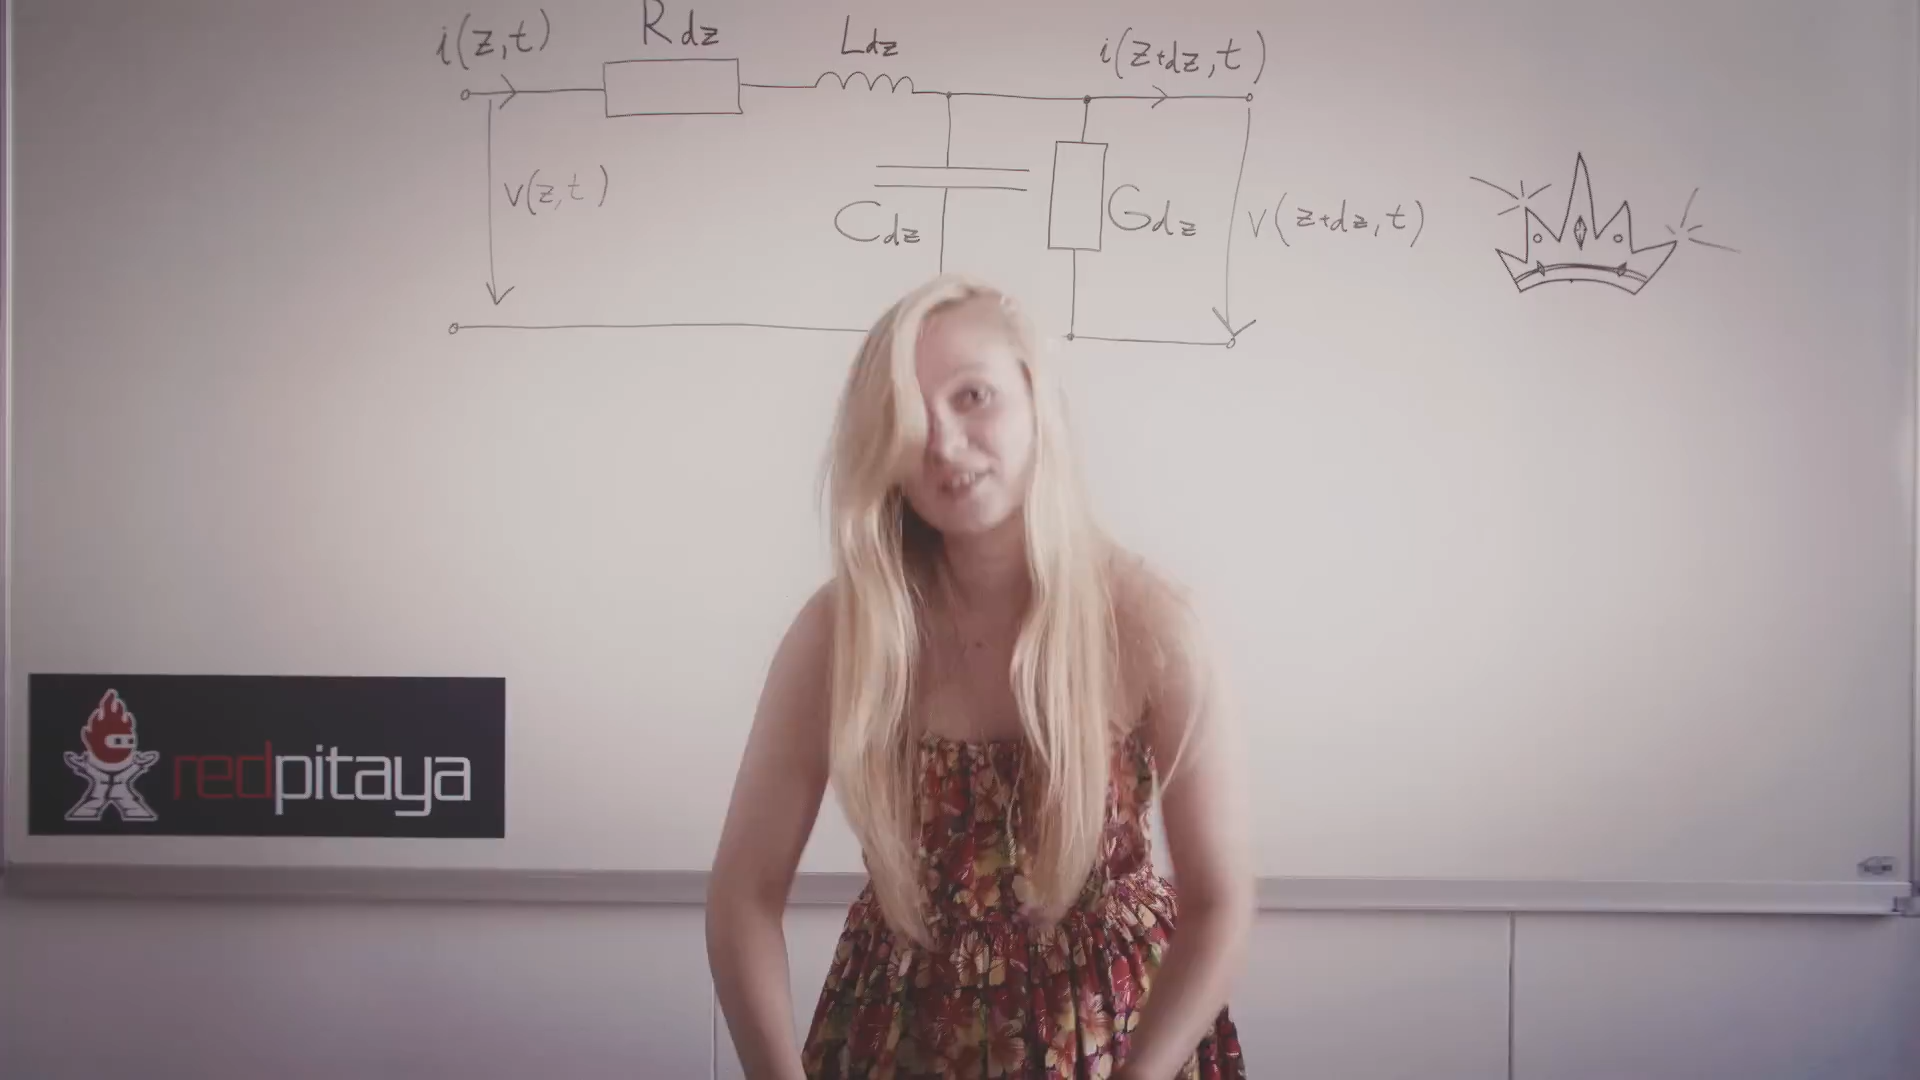 i(z,t)
Rdz
Ldz
i(z+dz,t)
v(z,t)
Cdz
Gdz
v(z+dz,t)
redpitaya